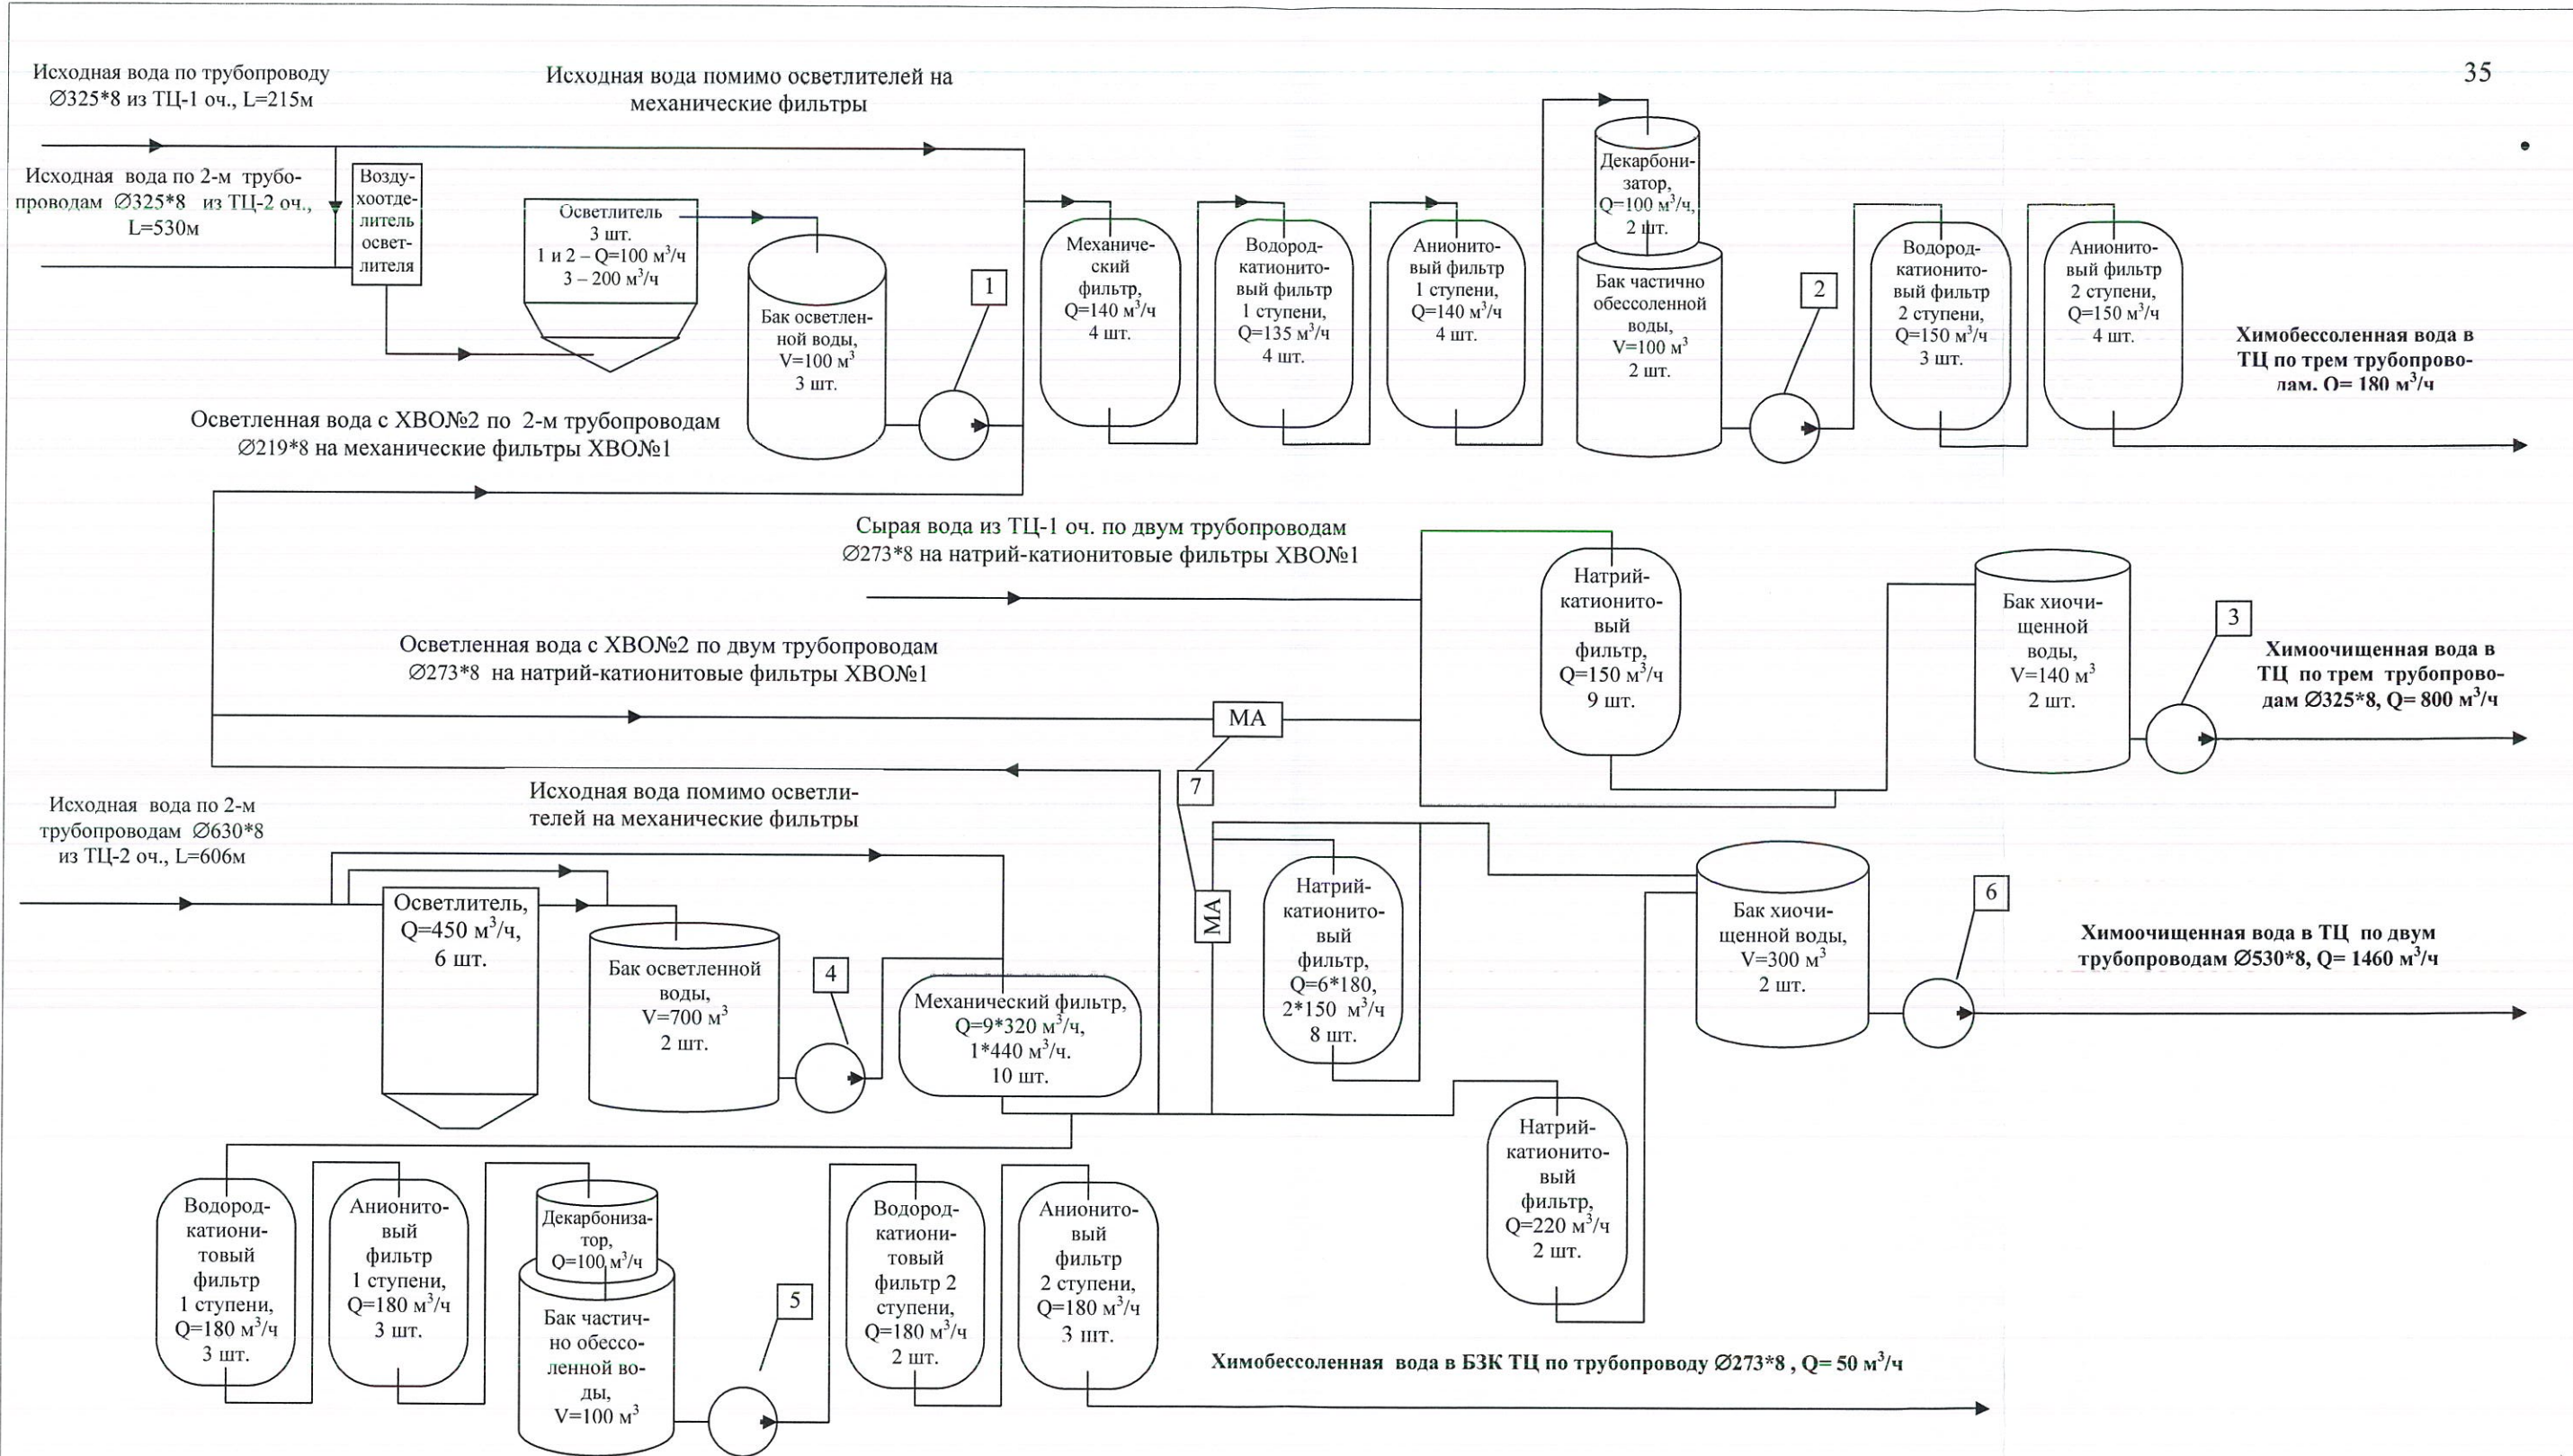 35
Исходная вода по трубопроводу
Ø325*8 из ТЦ-1 оч., L=215м
Исходная вода помимо осветлителей на
механические фильтры
Исходная вода по 2-м трубо-
проводам Ø325*8 из ТЦ-2 оч.,
L=530м
Возду-
хоотде-
литель
освет-
лителя
Осветлитель
3 шт.
1 и 2 – Q=100 м³/ч
3 – 200 м³/ч
Бак осветлен-
ной воды,
V=100 м³
3 шт.
1
Механиче-
ский
фильтр,
Q=140 м³/ч
4 шт.
Водород-
катионито-
вый фильтр
1 ступени,
Q=135 м³/ч
4 шт.
Анионито-
вый фильтр
1 ступени,
Q=140 м³/ч
4 шт.
Декарбони-
затор,
Q=100 м³/ч,
2 шт.
Бак частично
обессоленной
воды,
V=100 м³
2 шт.
2
Водород-
катионито-
вый фильтр
2 ступени,
Q=150 м³/ч
3 шт.
Анионито-
вый фильтр
2 ступени,
Q=150 м³/ч
4 шт.
Химобессоленная вода в
ТЦ по трем трубопрово-
дам. Q= 180 м³/ч
Осветленная вода с ХВО№2 по 2-м трубопроводам
Ø219*8 на механические фильтры ХВО№1
Сырая вода из ТЦ-1 оч. по двум трубопроводам
Ø273*8 на натрий-катионитовые фильтры ХВО№1
Осветленная вода с ХВО№2 по двум трубопроводам
Ø273*8 на натрий-катионитовые фильтры ХВО№1
МА
7
Натрий-
катионито-
вый
фильтр,
Q=150 м³/ч
9 шт.
Бак хиочи-
щенной
воды,
V=140 м³
2 шт.
3
Химоочищенная вода в
ТЦ по трем трубопрово-
дам Ø325*8, Q= 800 м³/ч
Исходная вода по 2-м
трубопроводам Ø630*8
из ТЦ-2 оч., L=606м
Исходная вода помимо осветли-
телей на механические фильтры
Осветлитель,
Q=450 м³/ч,
6 шт.
Бак осветленной
воды,
V=700 м³
2 шт.
4
Механический фильтр,
Q=9*320 м³/ч,
1*440 м³/ч.
10 шт.
МА
Натрий-
катионито-
вый
фильтр,
Q=6*180,
2*150 м³/ч
8 шт.
Бак хиочи-
щенной воды,
V=300 м³
2 шт.
6
Химоочищенная вода в ТЦ по двум
трубопроводам Ø530*8, Q= 1460 м³/ч
Натрий-
катионито-
вый
фильтр,
Q=220 м³/ч
2 шт.
Водород-
катиони-
товый
фильтр
1 ступени,
Q=180 м³/ч
3 шт.
Анионито-
вый
фильтр
1 ступени,
Q=180 м³/ч
3 шт.
Декарбониза-
тор,
Q=100 м³/ч
Бак частич-
но обессо-
ленной во-
ды,
V=100 м³
5
Водород-
катиони-
товый
фильтр 2
ступени,
Q=180 м³/ч
2 шт.
Анионито-
вый
фильтр
2 ступени,
Q=180 м³/ч
3 шт.
Химобессоленная вода в БЗК ТЦ по трубопроводу Ø273*8 , Q= 50 м³/ч